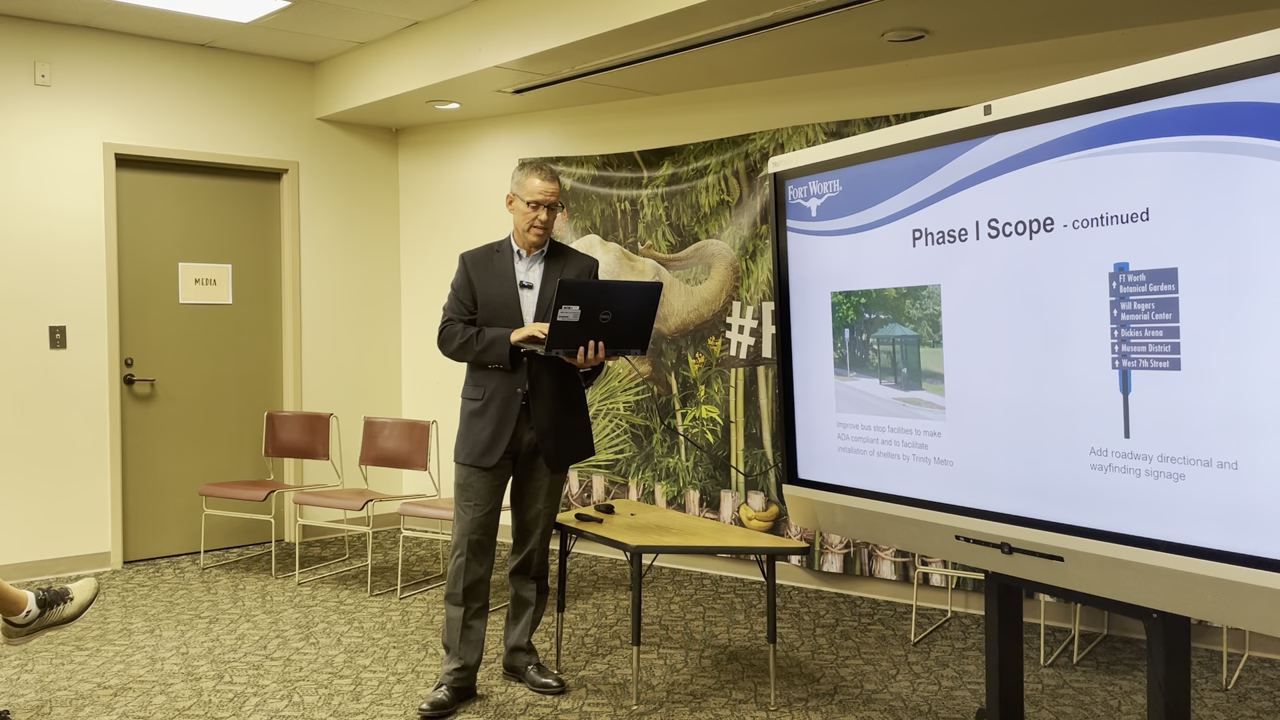 MEDIA
DELL
#F
FORT WORTH®
Phase I Scope - continued
Improve bus stop facilities to make
ADA compliant and to facilitate
installation of shelters by Trinity Metro
FT Worth
Botanical Gardens
Will Rogers
Memorial Center
Dickies Arena
Museum District
West 7th Street
Add roadway directional and
wayfinding signage